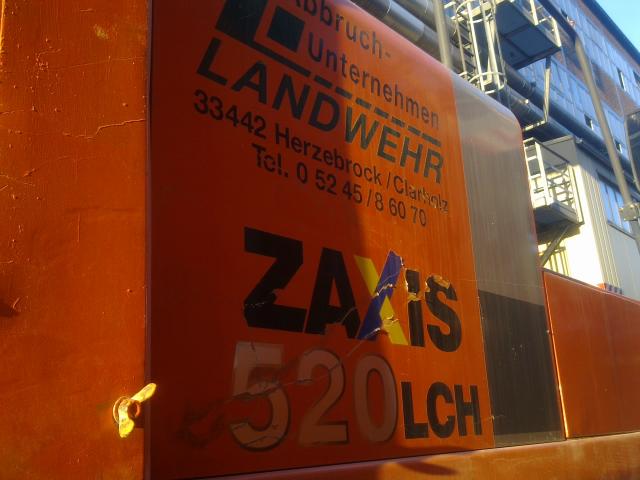 Abbruch-
Unternehmen
LANDWEHR
33442 Herzebrock/Clarholz
Tel. 0 52 45/8 60 70
ZAXIS
520LCH